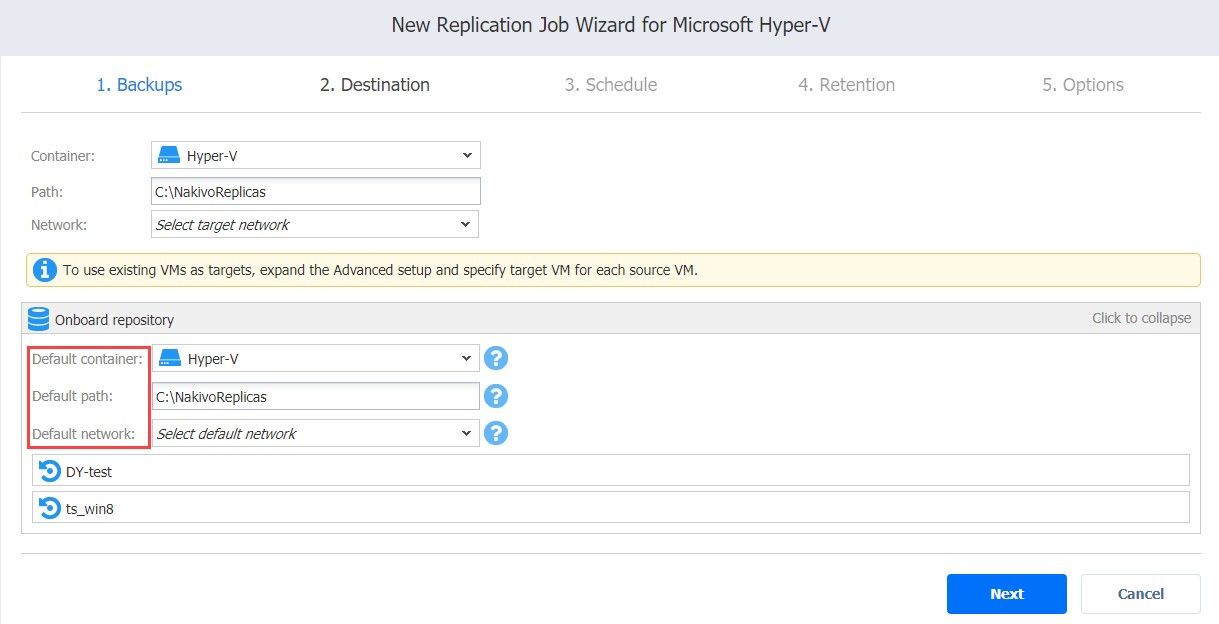 New Replication Job Wizard for Microsoft Hyper-V
1. Backups 2. Destination 3. Schedule 4. Retention 5. Options
Container: Hyper-V
Path: C:\NakivoReplicas
Network: Select target network
To use existing VMs as targets, expand the Advanced setup and specify target VM for each source VM.
Onboard repository Click to collapse
Default container: Hyper-V ?
Default path: C:\NakivoReplicas ?
Default network: Select default network ?
DY-test
ts_win8
Next Cancel